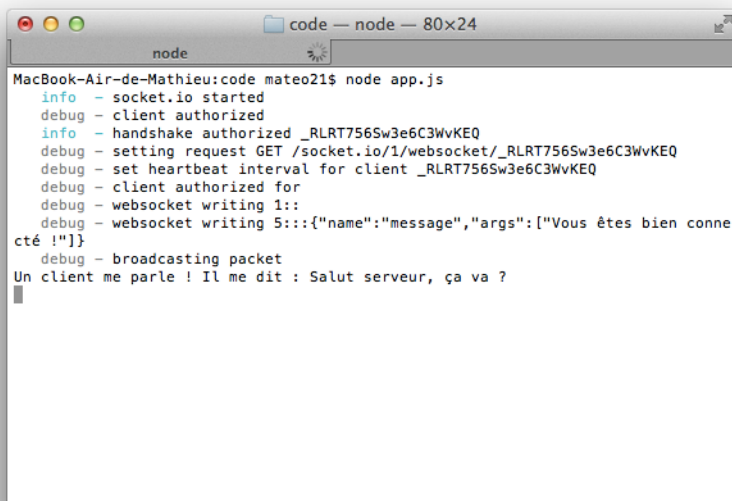 code — node — 80×24
node
MacBook-Air-de-Mathieu:code mateo21$ node app.js
info  - socket.io started
debug - client authorized
info  - handshake authorized _RLRT756Sw3e6C3WvKEQ
debug - setting request GET /socket.io/1/websocket/_RLRT756Sw3e6C3WvKEQ
debug - set heartbeat interval for client _RLRT756Sw3e6C3WvKEQ
debug - client authorized for
debug - websocket writing 1::
debug - websocket writing 5:::{"name":"message","args":["Vous êtes bien conne
cté !"]}
debug - broadcasting packet
Un client me parle ! Il me dit : Salut serveur, ça va ?